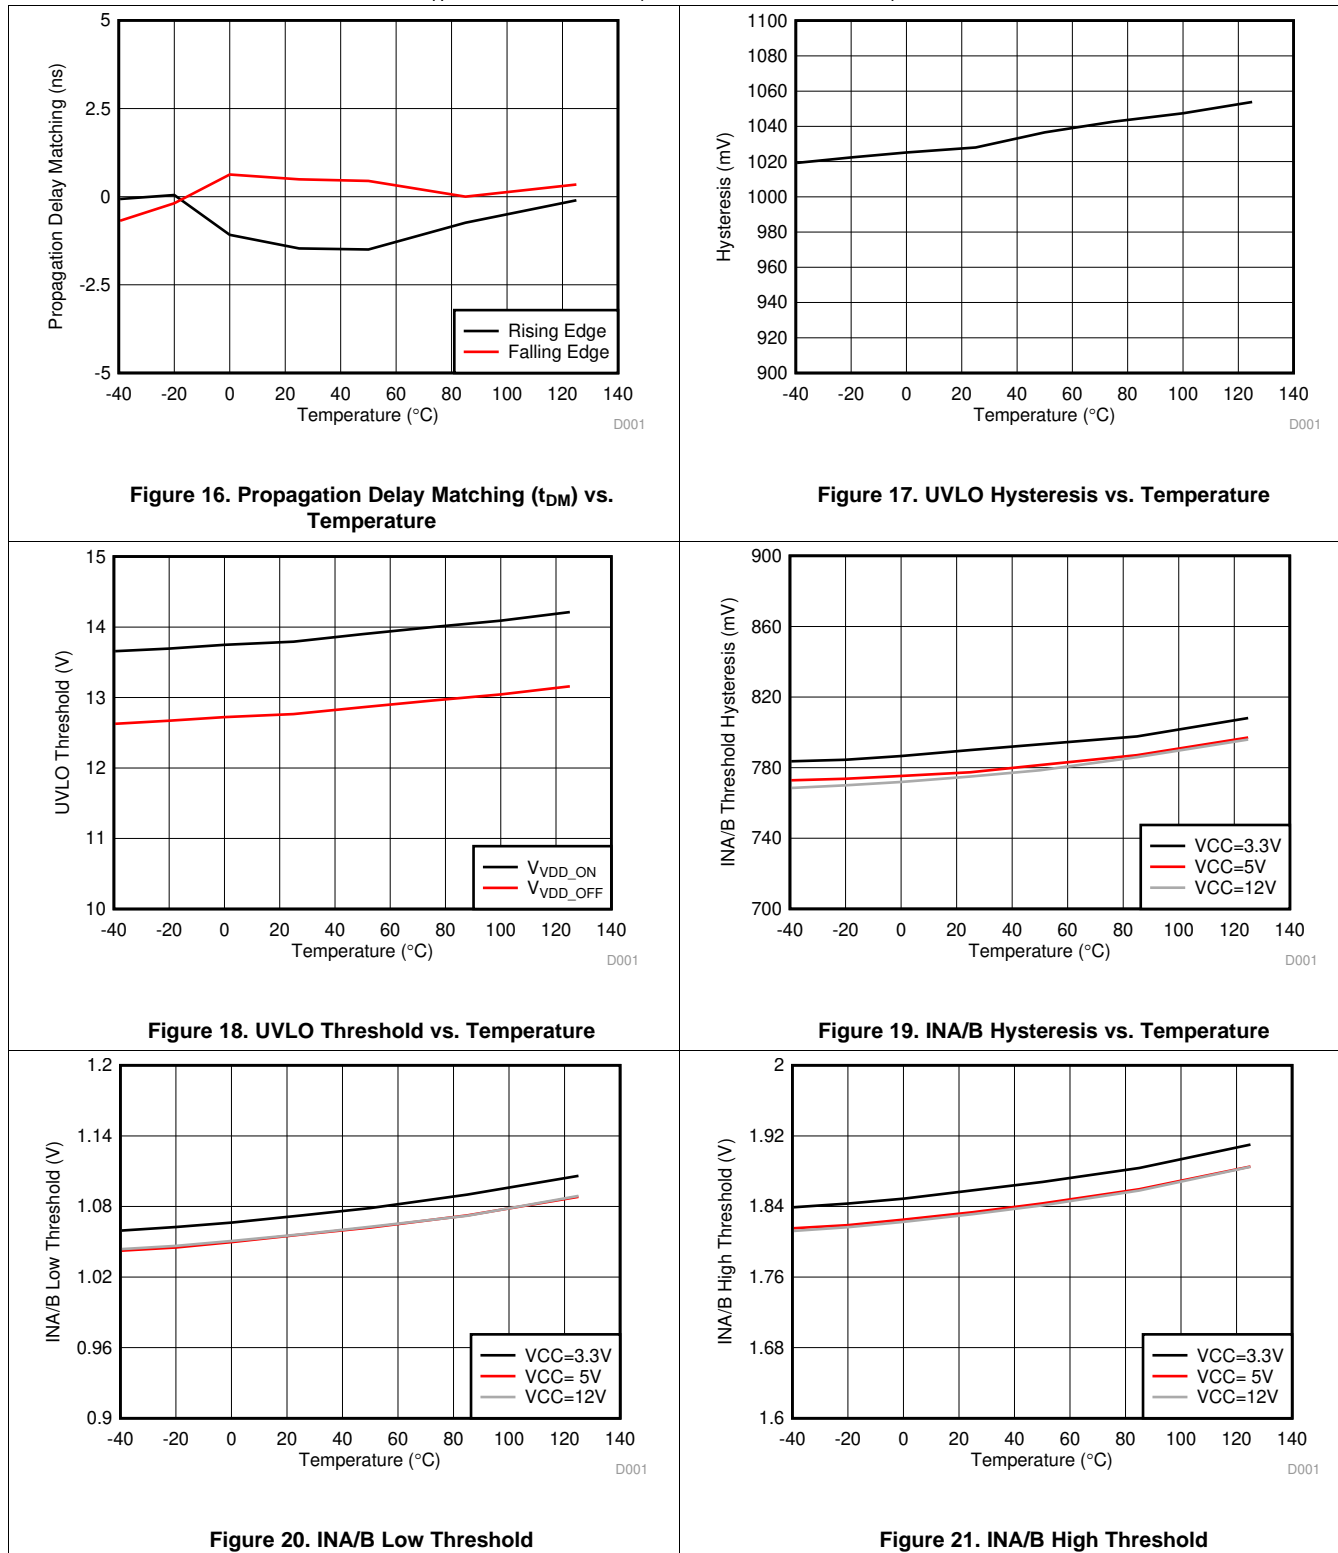 5
2.5
0
-2.5
-5
Propagation Delay Matching (ns)
Rising Edge
Falling Edge
-40 -20 0 20 40 60 80 100 120 140
Temperature (°C)
D001
Figure 16. Propagation Delay Matching (tDM) vs.
Temperature
1100
1080
1060
1040
1020
1000
980
960
940
920
900
Hysteresis (mV)
-40 -20 0 20 40 60 80 100 120 140
Temperature (°C)
D001
Figure 17. UVLO Hysteresis vs. Temperature
15
14
13
12
11
10
UVLO Threshold (V)
VVDD_ON
VVDD_OFF
-40 -20 0 20 40 60 80 100 120 140
Temperature (°C)
D001
Figure 18. UVLO Threshold vs. Temperature
900
860
820
780
740
700
INA/B Threshold Hysteresis (mV)
VCC=3.3V
VCC=5V
VCC=12V
-40 -20 0 20 40 60 80 100 120 140
Temperature (°C)
D001
Figure 19. INA/B Hysteresis vs. Temperature
1.2
1.14
1.08
1.02
0.96
0.9
INA/B Low Threshold (V)
VCC=3.3V
VCC= 5V
VCC=12V
-40 -20 0 20 40 60 80 100 120 140
Temperature (°C)
D001
Figure 20. INA/B Low Threshold
2
1.92
1.84
1.76
1.68
1.6
INA/B High Threshold (V)
VCC=3.3V
VCC= 5V
VCC=12V
-40 -20 0 20 40 60 80 100 120 140
Temperature (°C)
D001
Figure 21. INA/B High Threshold